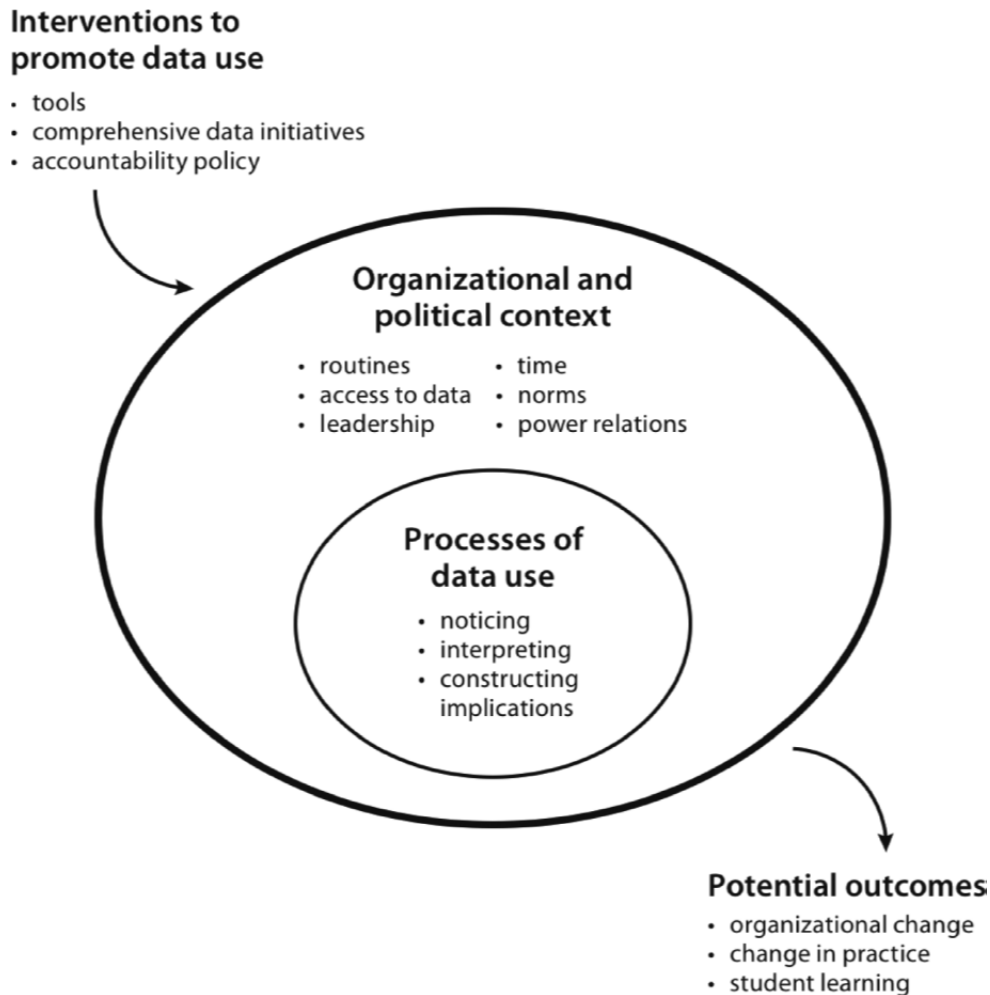 Interventions to
promote data use
• tools
• comprehensive data initiatives
• accountability policy
Organizational and
political context
• routines
• access to data
• leadership
• time
• norms
• power relations
Processes of
data use
• noticing
• interpreting
• constructing
implications
Potential outcomes
• organizational change
• change in practice
• student learning